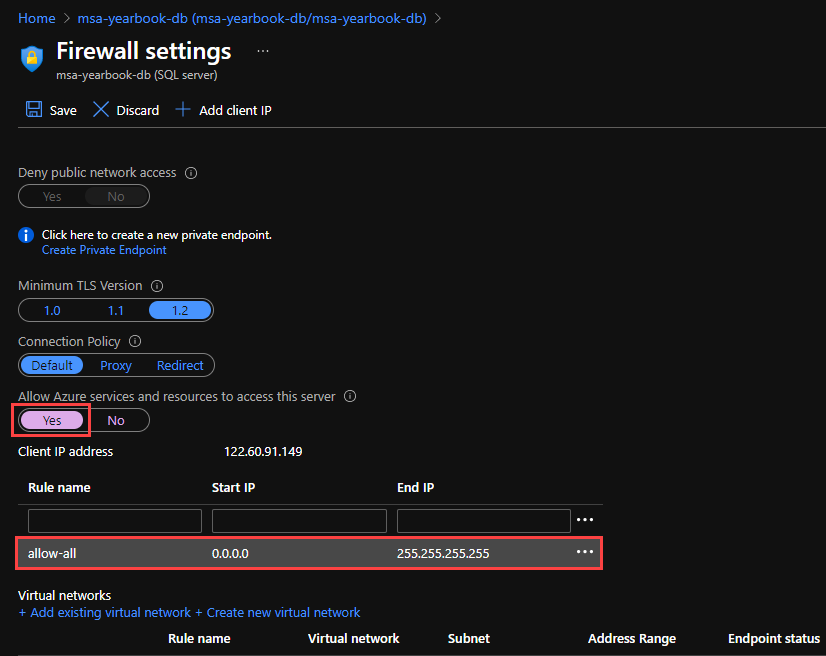 Home > msa-yearbook-db (msa-yearbook-db/msa-yearbook-db) >
Firewall settings ...
msa-yearbook-db (SQL server)
Save Discard Add client IP
Deny public network access
Yes No
Click here to create a new private endpoint.
Create Private Endpoint
Minimum TLS Version
1.0 1.1 1.2
Connection Policy
Default Proxy Redirect
Allow Azure services and resources to access this server
Yes No
Client IP address 122.60.91.149
Rule name Start IP End IP
...
allow-all 0.0.0.0 255.255.255.255 ...
Virtual networks
+ Add existing virtual network + Create new virtual network
Rule name Virtual network Subnet Address Range Endpoint status